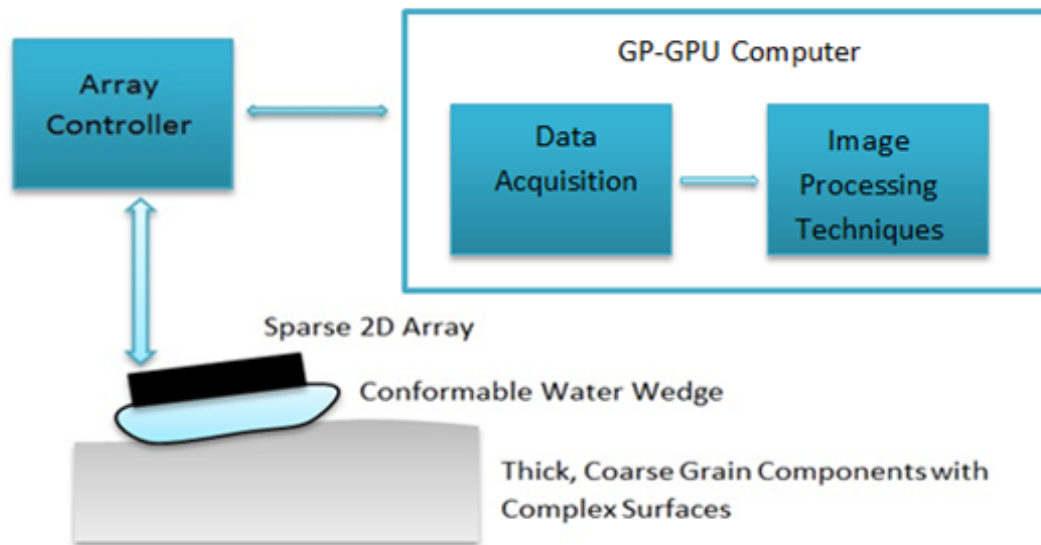 Array
Controller
GP-GPU Computer
Data
Acquisition
Image
Processing
Techniques
Sparse 2D Array
Conformable Water Wedge
Thick, Coarse Grain Components with
Complex Surfaces